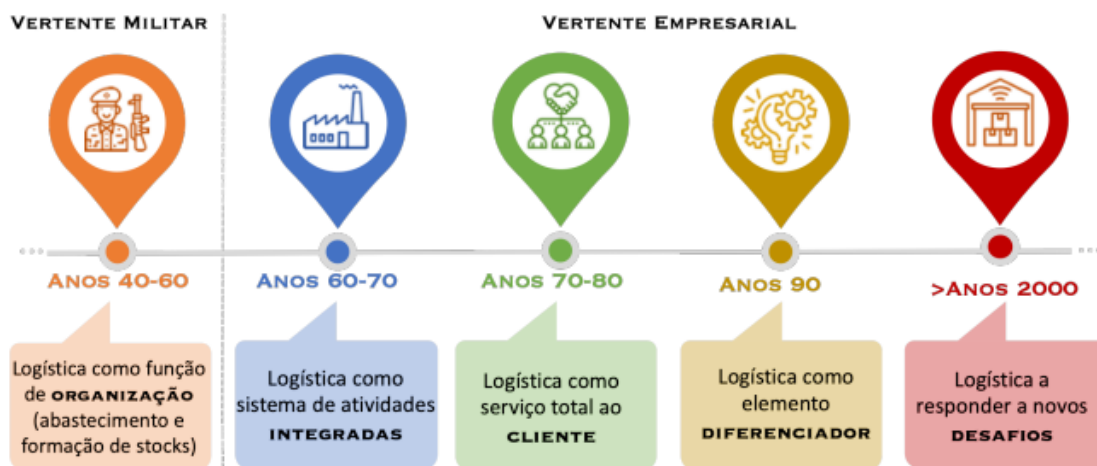 Vertente Militar
Vertente Empresarial
Anos 40-60
Anos 60-70
Anos 70-80
Anos 90
>Anos 2000
Logística como função
de ORGANIZAÇÃO
(abastecimento e
formação de stocks)
Logística como
sistema de atividades
INTEGRADAS
Logística como
serviço total ao
CLIENTE
Logística como
elemento
DIFERENCIADOR
Logística a
responder a novos
DESAFIOS